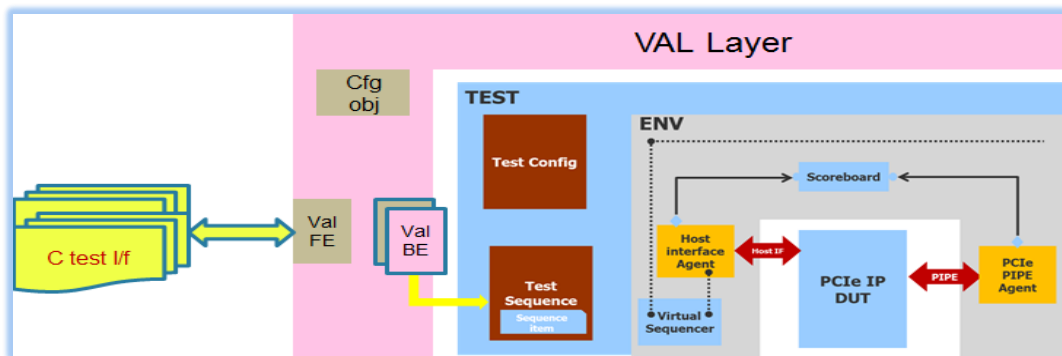 VAL Layer
Cfg
obj
TEST
ENV
Test Config
Scoreboard
C test I/f
Val
FE
Val
BE
Host
interface
Agent
Host IF
PCIe IP
DUT
PIPE
PCIe
PIPE
Agent
Test
Sequence
Sequence
item
Virtual
Sequencer